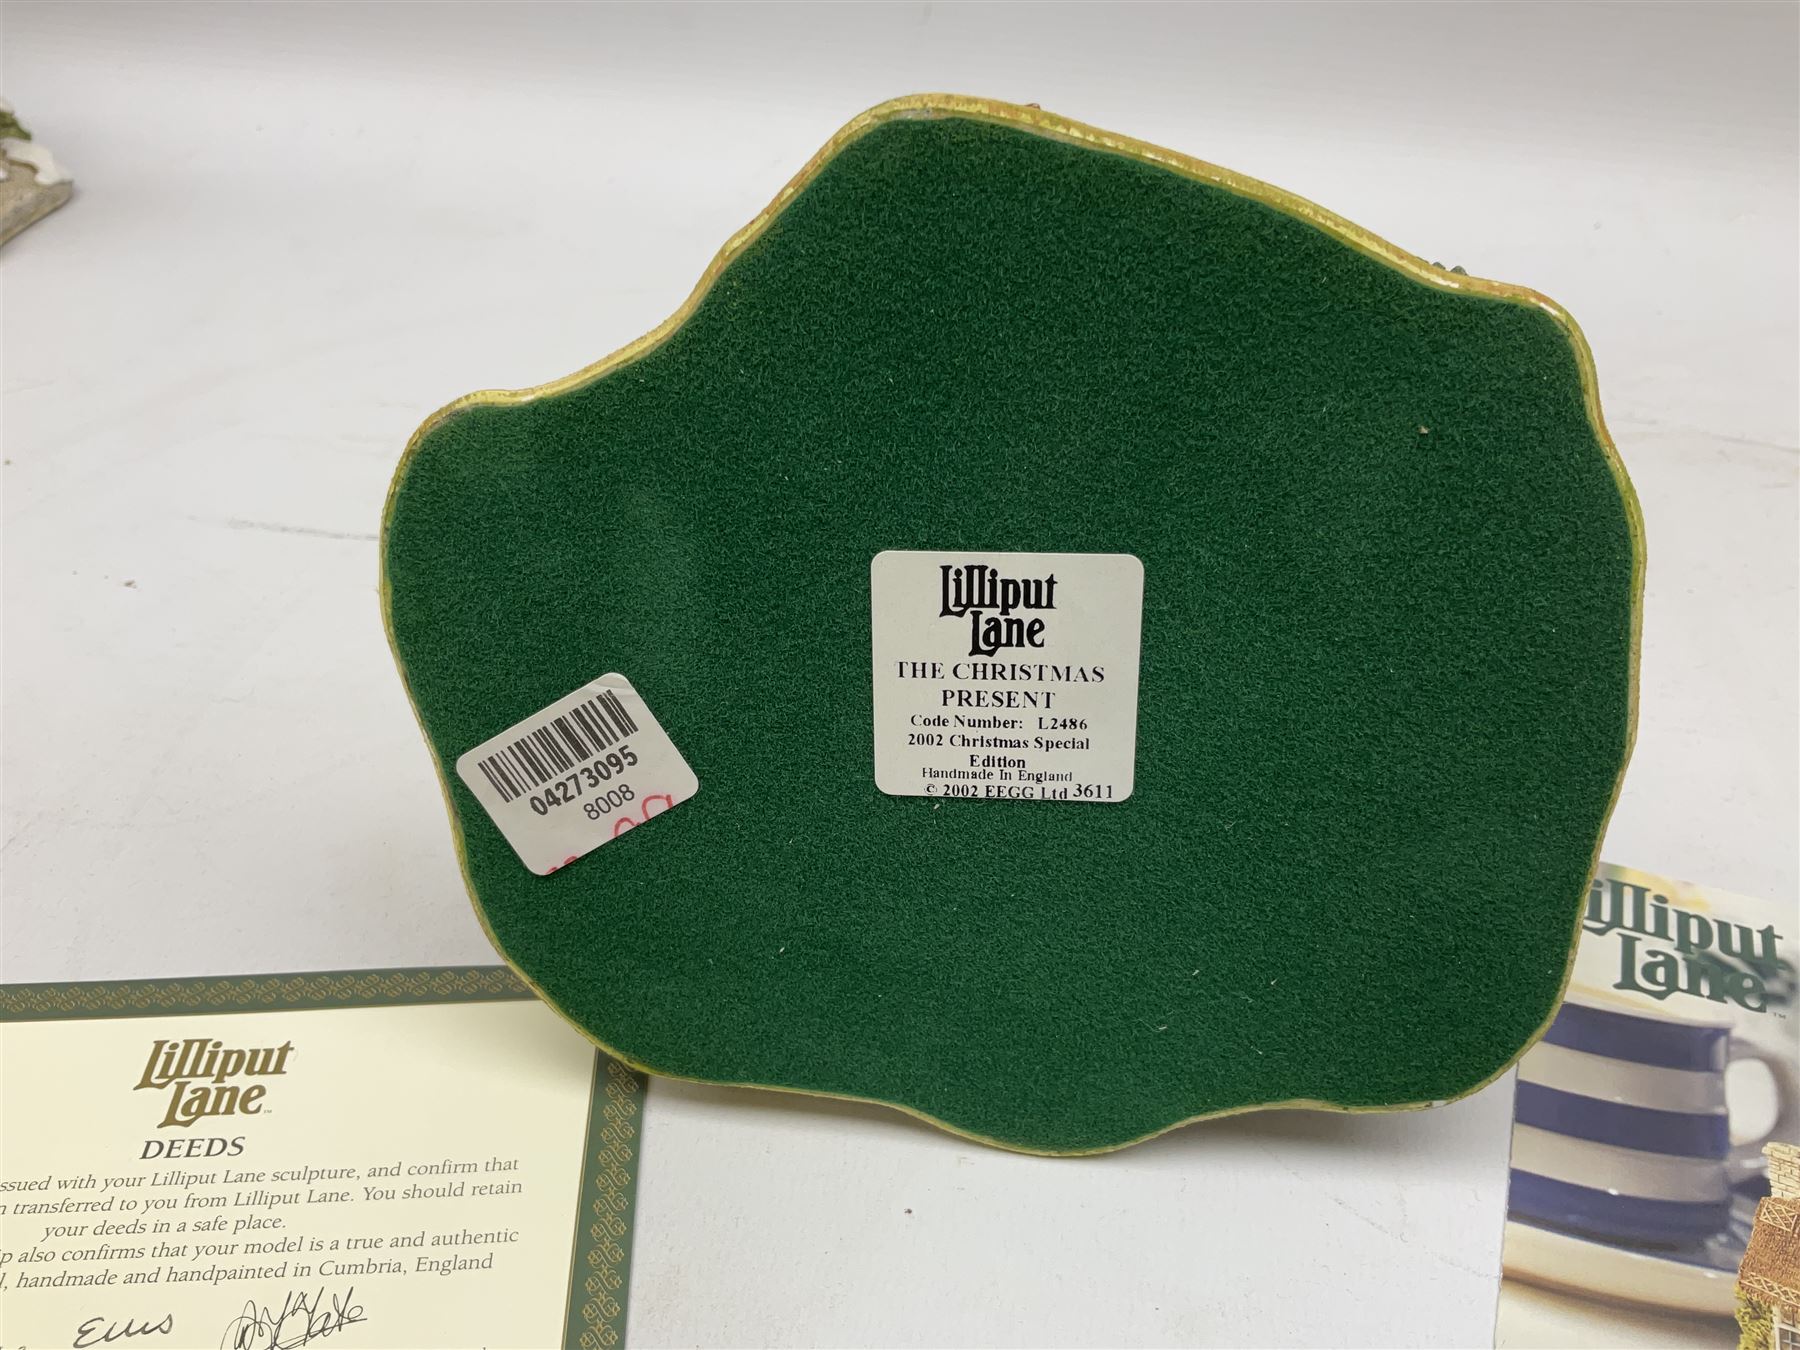 Lilliput
Lane
THE CHRISTMAS
PRESENT
Code Number: L2486
2002 Christmas Special
Edition
Handmade In England
© 2002 EEGG Ltd 3611
04273095
8008
Lilliput
Lane
DEEDS
issued with your Lilliput Lane sculpture, and confirm that
transferred to you from Lilliput Lane. You should retain
your deeds in a safe place.
also confirms that your model is a true and authentic
handmade and handpainted in Cumbria, England
Lilliput
Lane™